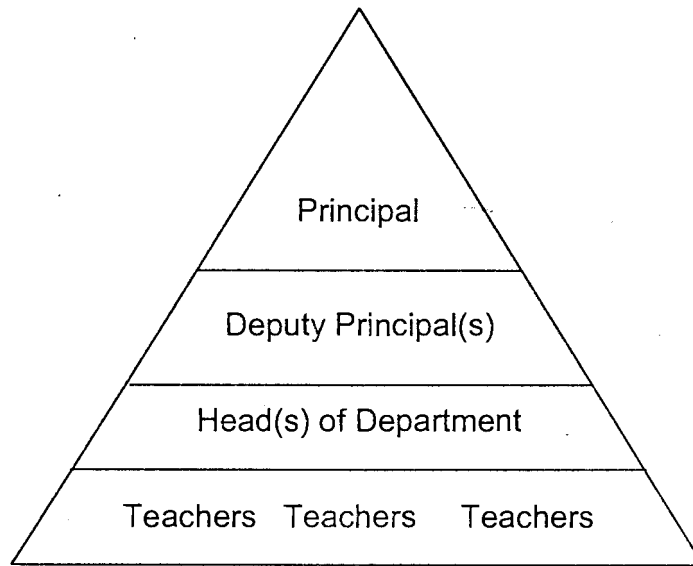 Principal
Deputy Principal(s)
Head(s) of Department
Teachers Teachers Teachers